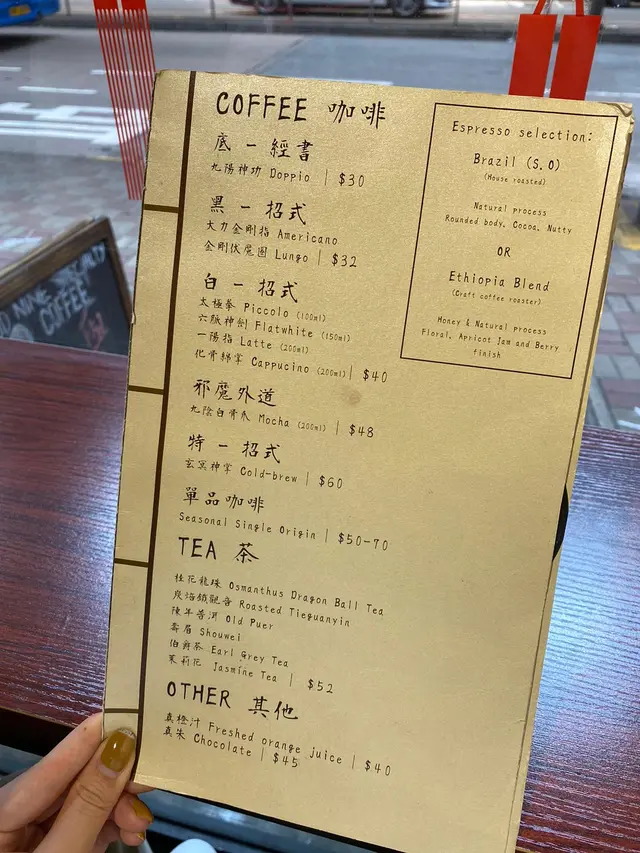 COFFEE 咖啡
底 一 經書
九陽神功 Doppio | $30
黑 一 招式
大力金剛指 Americano
金剛伏魔圈 Lungo | $32
白 一 招式
太極拳 Piccolo (100ml)
六脈神劍 Flatwhite (150ml)
一陽指 Latte (200ml)
化骨綿掌 Cappucino (200ml) | $40
邪魔外道
九陰白骨爪 Mocha (200ml) | $48
特 一 招式
玄冥神掌 Cold-brew | $60
單品咖啡
Seasonal Single Origin | $50-70
TEA 茶
桂花龍珠 Osmanthus Dragon Ball Tea
炭焙鐵觀音 Roasted Tieguanyin
陳年普洱 Old Puer
壽眉 Shouwei
伯爵茶 Earl Grey Tea
茉莉花 Jasmine Tea | $52
OTHER 其他
真橙汁 Freshed orange juice | $40
真朱 Chocolate | $45
Espresso selection:
Brazil (S.O)
(House roasted)
Natural process
Rounded body, Cocoa, Nutty
OR
Ethiopia Blend
(Craft coffee roaster)
Honey & Natural process
Floral, Apricot Jam and Berry
finish
COFFEE